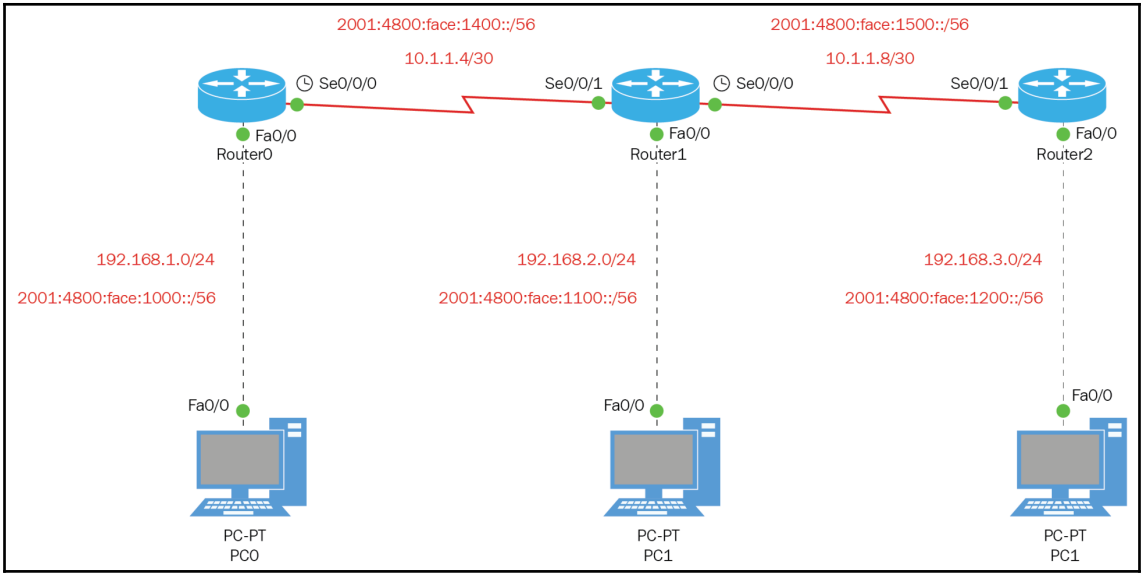 2001:4800:face:1400::/56
2001:4800:face:1500::/56
10.1.1.4/30
10.1.1.8/30
Se0/0/0
Se0/0/1
Se0/0/0
Se0/0/1
Fa0/0
Fa0/0
Fa0/0
Router0
Router1
Router2
192.168.1.0/24
192.168.2.0/24
192.168.3.0/24
2001:4800:face:1000::/56
2001:4800:face:1100::/56
2001:4800:face:1200::/56
Fa0/0
Fa0/0
Fa0/0
PC-PT
PC0
PC-PT
PC1
PC-PT
PC1